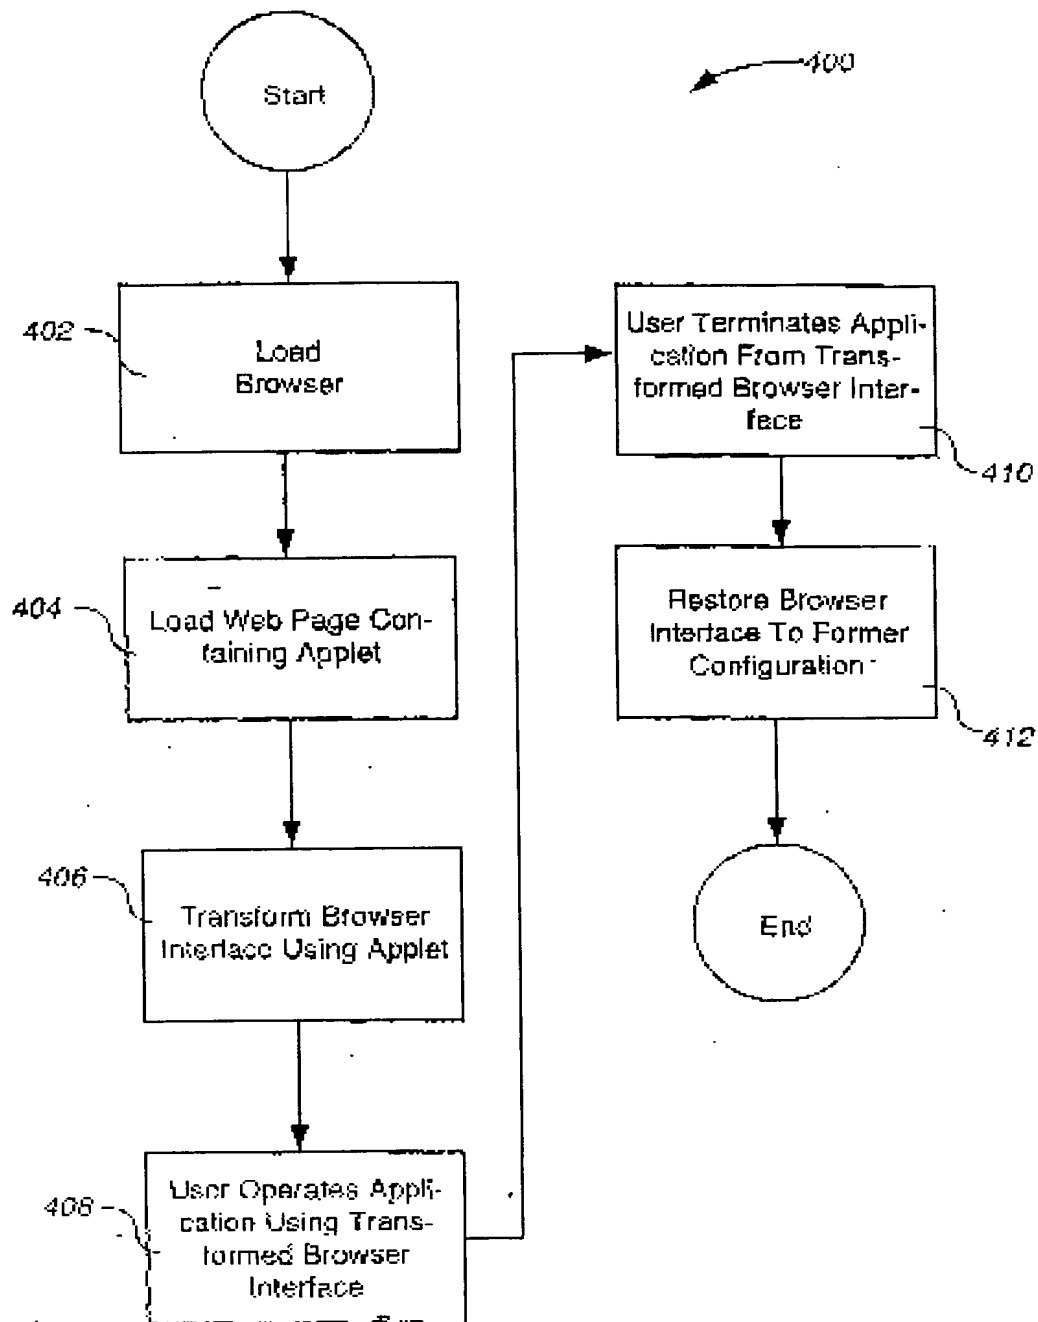 Start
400
402
Load
Browser
404
Load Web Page Con-
taining Applet
406
Transform Browser
Interface Using Applet
408
User Operates Appli-
cation Using Trans-
formed Browser
Interface
User Terminates Appli-
cation From Trans-
formed Browser Inter-
face
410
Restore Browser
Interface To Former
Configuration
412
End